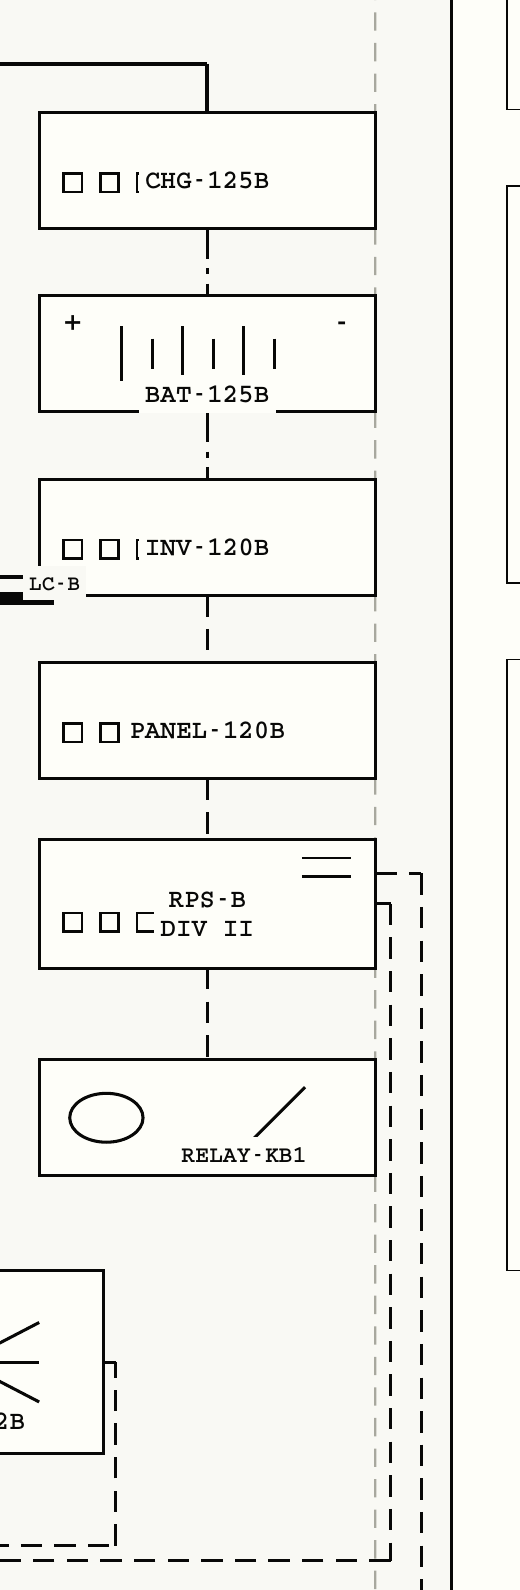 CHG-125B
+ -
BAT-125B
INV-120B
LC-B
PANEL-120B
RPS-B
DIV II
RELAY-KB1
2B